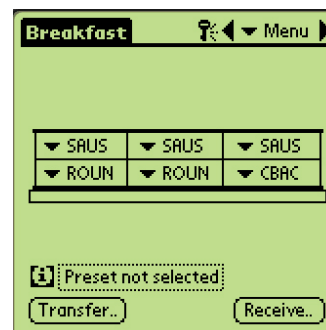 Breakfast Menu
SAUS SAUS SAUS
ROUN ROUN CBAC
i Preset not selected
Transfer.. Receive..